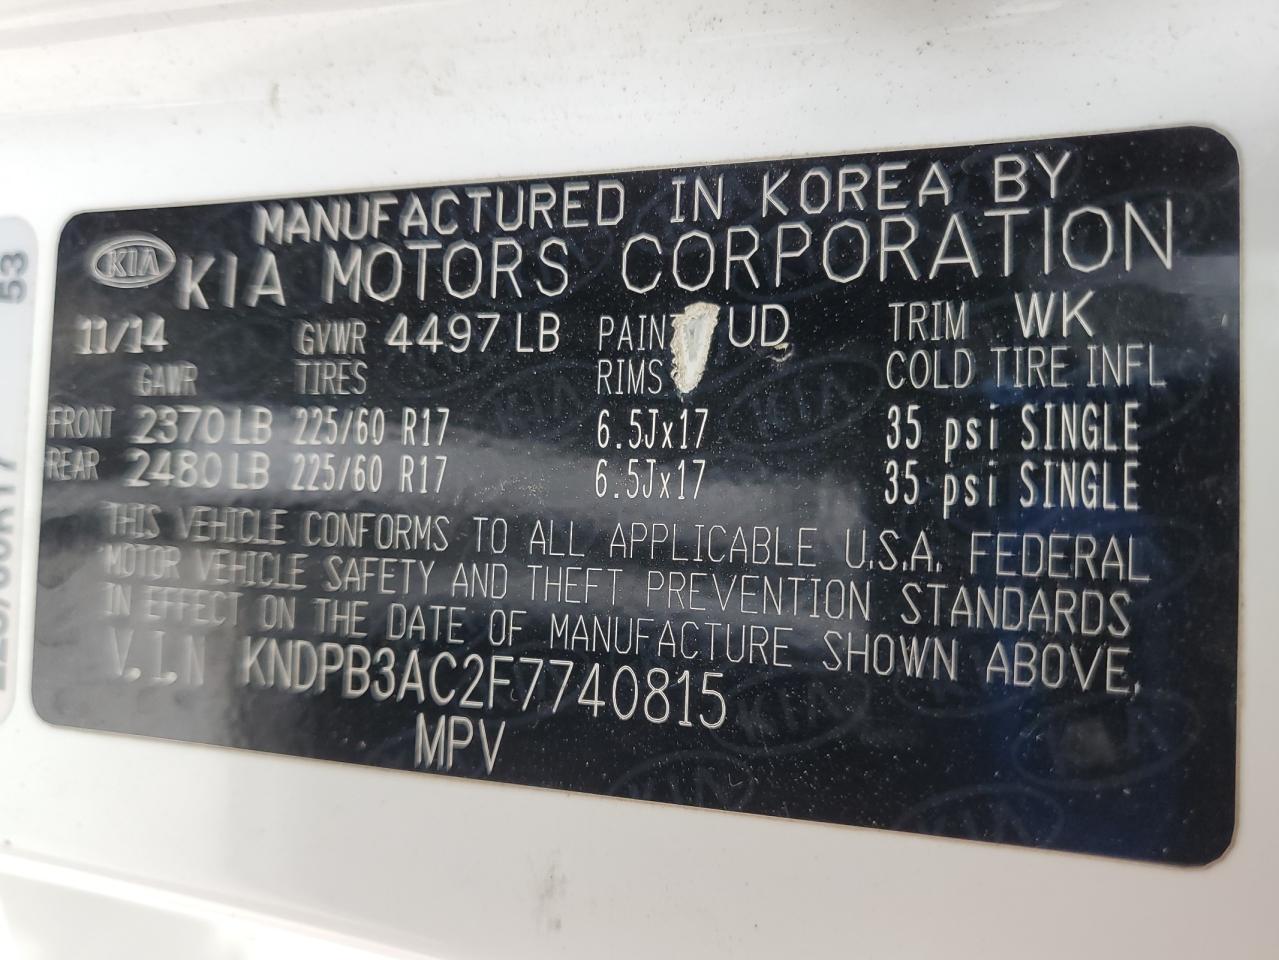 MANUFACTURED IN KOREA BY
KIA KIA MOTORS CORPORATION
11/14 GVWR 4497 LB PAINT UD TRIM WK
GAWR TIRES RIMS COLD TIRE INFL
FRONT 2370 LB 225/60 R17 6.5Jx17 35 psi SINGLE
REAR 2480 LB 225/60 R17 6.5Jx17 35 psi SINGLE
THIS VEHICLE CONFORMS TO ALL APPLICABLE U.S.A. FEDERAL
MOTOR VEHICLE SAFETY AND THEFT PREVENTION STANDARDS
IN EFFECT ON THE DATE OF MANUFACTURE SHOWN ABOVE.
V.I.N KNDPB3AC2F7740815
MPV
53